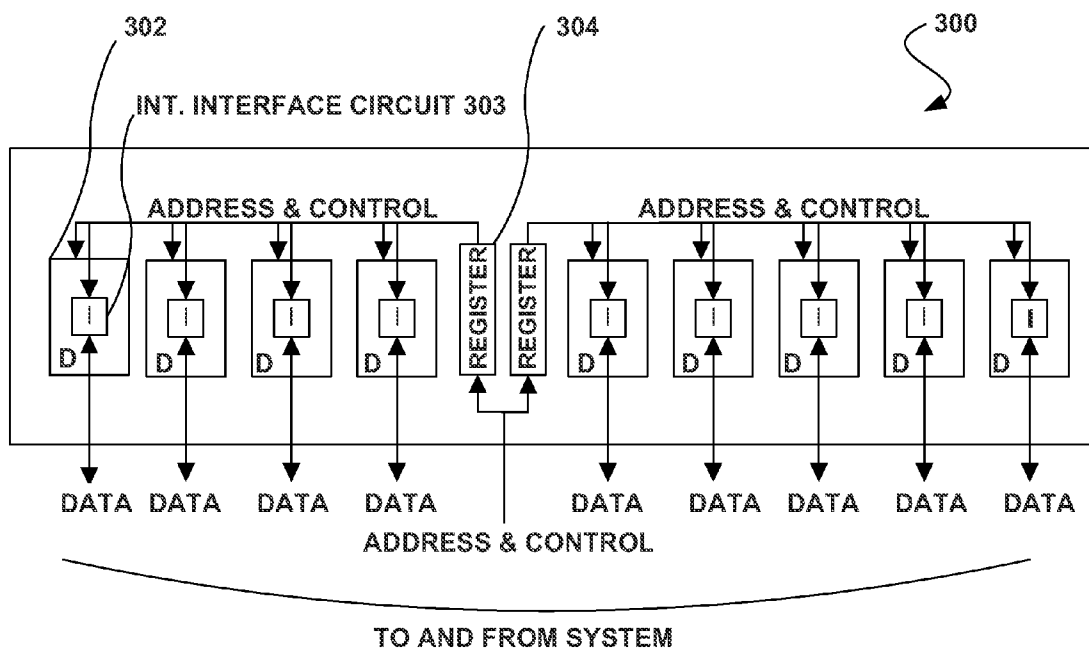 302
304
300
INT. INTERFACE CIRCUIT 303
ADDRESS & CONTROL
ADDRESS & CONTROL
REGISTER
REGISTER
I I I I I I I I I
D D D D D D D D D
DATA DATA DATA DATA DATA DATA DATA DATA DATA
ADDRESS & CONTROL
TO AND FROM SYSTEM